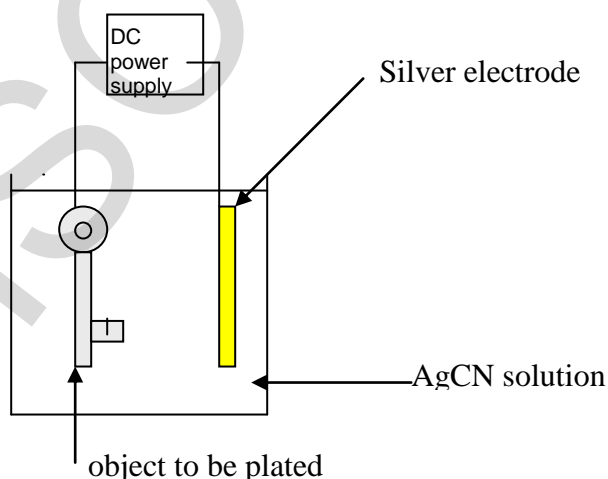 DC
power
supply
Silver electrode
AgCN solution
object to be plated